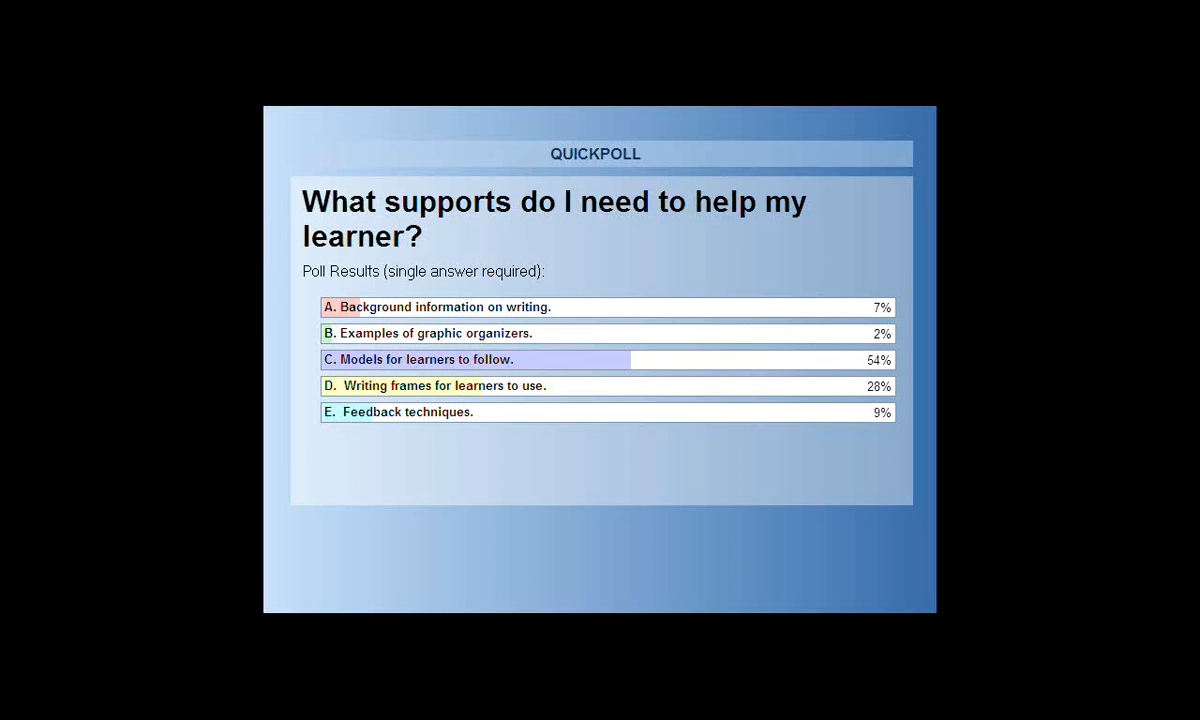 QUICKPOLL
What supports do I need to help my
learner?
Poll Results (single answer required):
A. Background information on writing. 7%
B. Examples of graphic organizers. 2%
C. Models for learners to follow. 54%
D. Writing frames for learners to use. 28%
E. Feedback techniques. 9%